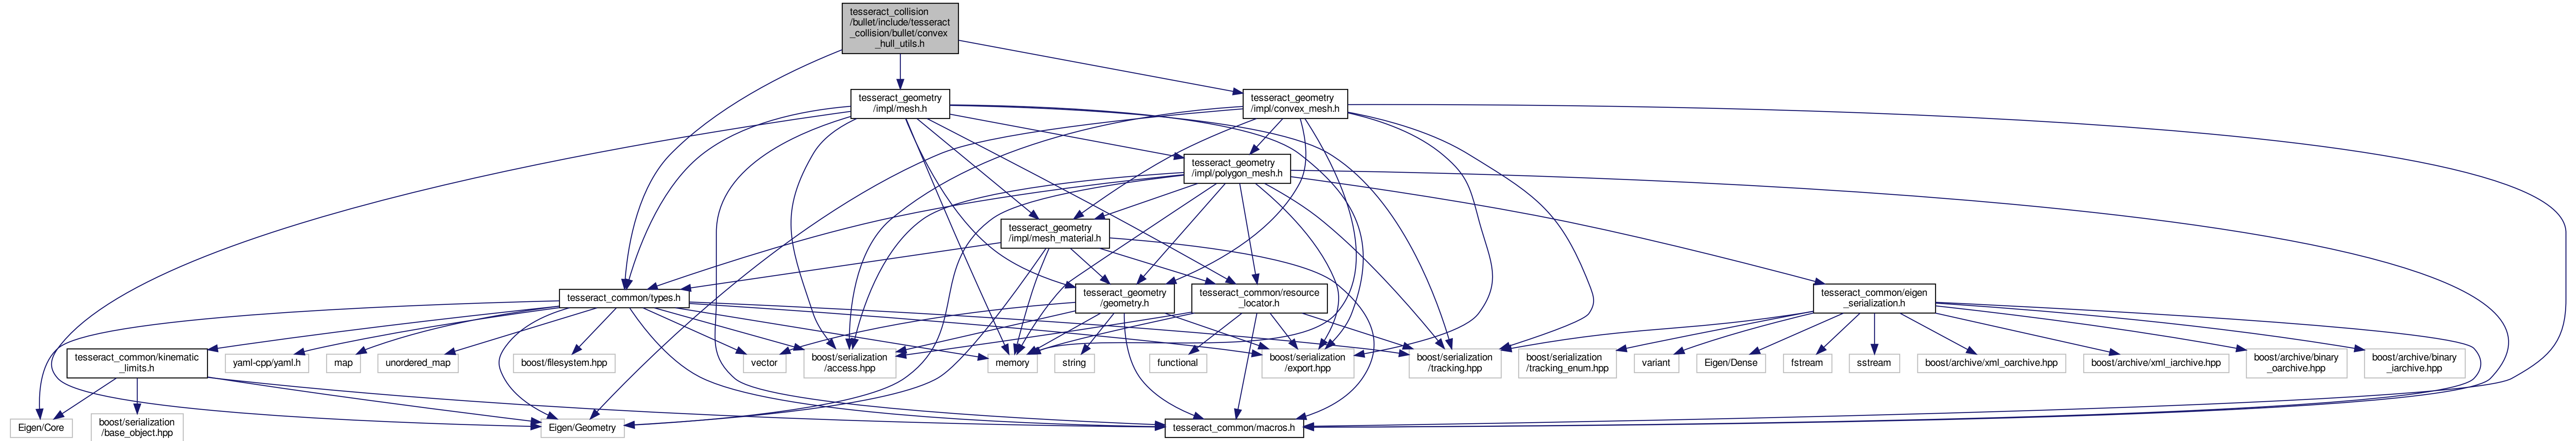 tesseract_collision
/bullet/include/tesseract
_collision/bullet/convex
_hull_utils.h
tesseract_geometry
/impl/mesh.h
tesseract_geometry
/impl/convex_mesh.h
tesseract_geometry
/impl/polygon_mesh.h
tesseract_geometry
/impl/mesh_material.h
tesseract_common/types.h
tesseract_geometry
/geometry.h
tesseract_common/resource
_locator.h
tesseract_common/eigen
_serialization.h
tesseract_common/kinematic
_limits.h
yaml-cpp/yaml.h
map
unordered_map
boost/filesystem.hpp
vector
boost/serialization
/access.hpp
memory
string
functional
boost/serialization
/export.hpp
boost/serialization
/tracking.hpp
boost/serialization
/tracking_enum.hpp
variant
Eigen/Dense
fstream
sstream
boost/archive/xml_oarchive.hpp
boost/archive/xml_iarchive.hpp
boost/archive/binary
_oarchive.hpp
boost/archive/binary
_iarchive.hpp
Eigen/Core
boost/serialization
/base_object.hpp
Eigen/Geometry
tesseract_common/macros.h